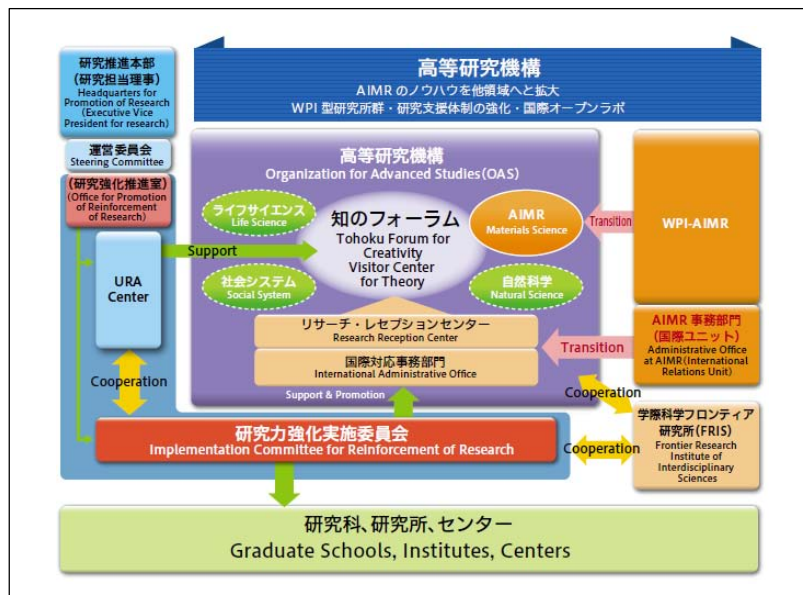 研究推進本部
(研究担当理事)
Headquarters for
Promotion of Research
(Executive Vice
President for research)
運営委員会
Steering Committee
(研究強化推進室)
(Office for Promotion
of Reinforcement
of Research)
URA
Center
Cooperation
Support
高等研究機構
AIMRのノウハウを他領域へと拡大
WPI型研究所群・研究支援体制の強化・国際オープンラボ
高等研究機構
Organization for Advanced Studies(OAS)
ライフサイエンス
Life Science
知のフォーラム
Tohoku Forum for
Creativity
Visitor Center
for Theory
AIMR
Materials Science
社会システム
Social System
自然科学
Natural Science
リサーチ・レセプションセンター
Research Reception Center
国際対応事務部門
International Administrative Office
Support & Promotion
Transition
WPI-AIMR
Transition
AIMR事務部門
(国際ユニット)
Administrative Office
at AIMR(International
Relations Unit)
Cooperation
学際科学フロンティア
研究所(FRIS)
Frontier Research
Institute of
Interdisciplinary
Sciences
Cooperation
研究力強化実施委員会
Implementation Committee for Reinforcement of Research
研究科、研究所、センター
Graduate Schools, Institutes, Centers